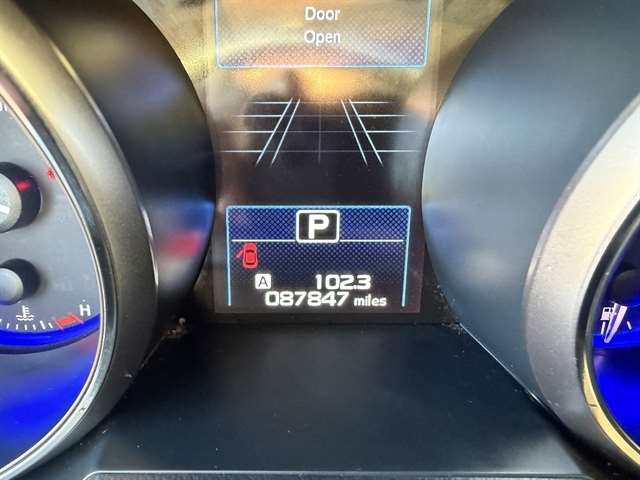 Door
Open
P
A 102.3
087847 miles
H